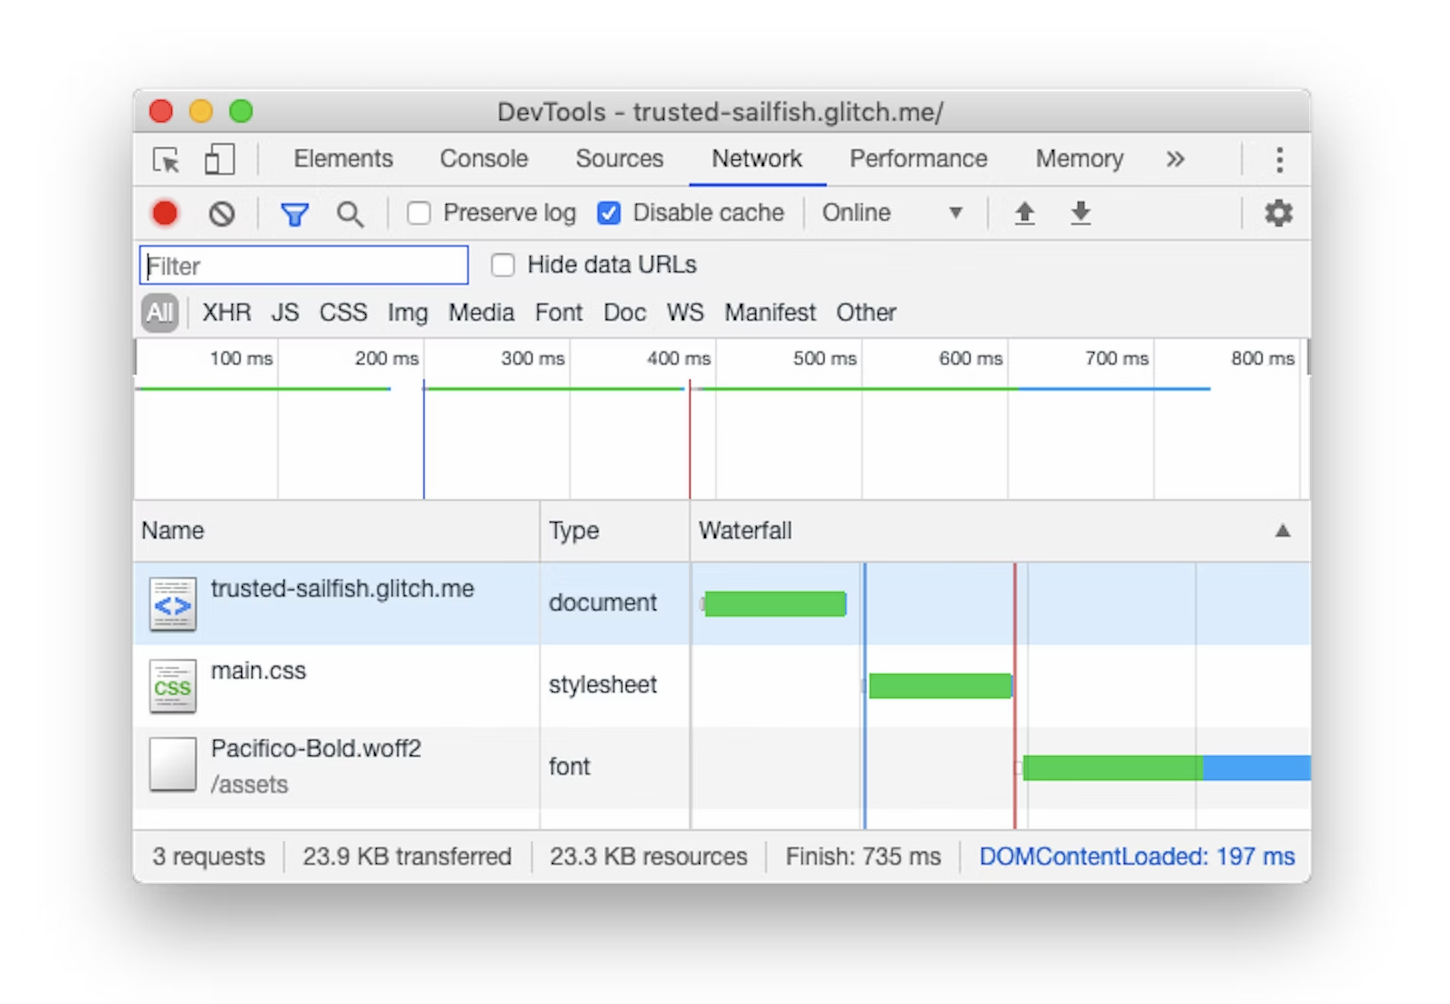 DevTools - trusted-sailfish.glitch.me/
Elements Console Sources Network Performance Memory »
Preserve log Disable cache Online
Filter Hide data URLs
All XHR JS CSS Img Media Font Doc WS Manifest Other
100 ms 200 ms 300 ms 400 ms 500 ms 600 ms 700 ms 800 ms
Name Type Waterfall
<> trusted-sailfish.glitch.me document
CSS main.css stylesheet
Pacifico-Bold.woff2 font
/assets
3 requests 23.9 KB transferred 23.3 KB resources Finish: 735 ms DOMContentLoaded: 197 ms